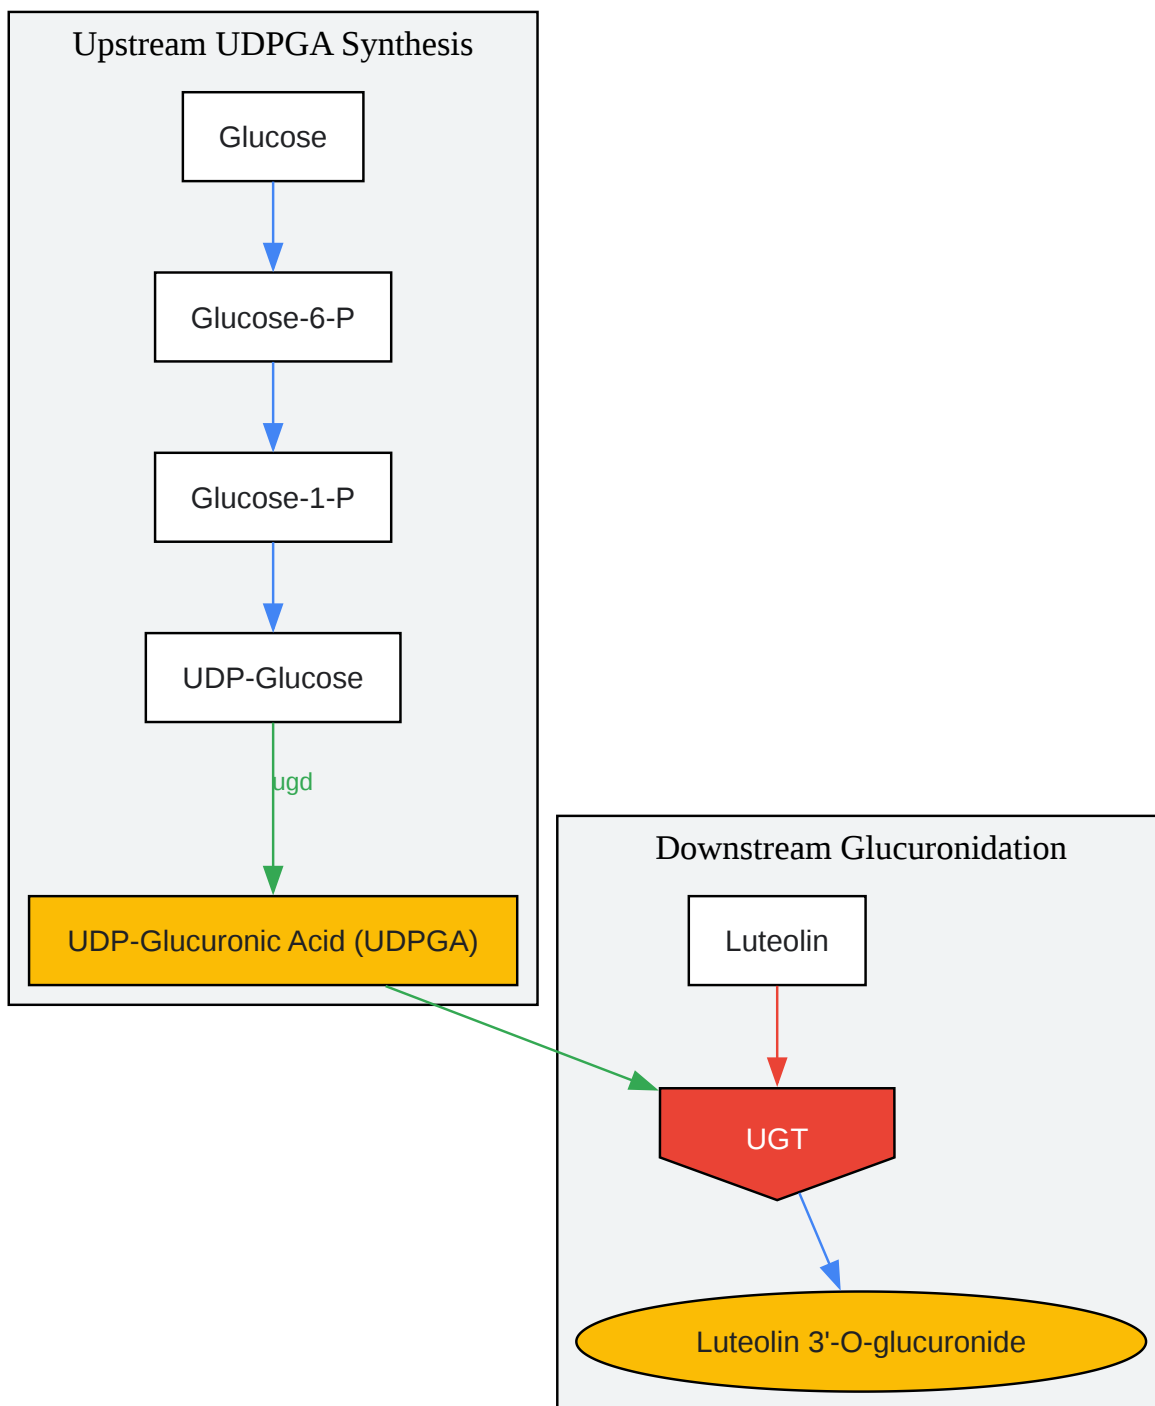 Upstream UDPGA Synthesis
Glucose
Glucose-6-P
Glucose-1-P
UDP-Glucose
ugd
UDP-Glucuronic Acid (UDPGA)
Downstream Glucuronidation
Luteolin
UGT
Luteolin 3'-O-glucuronide